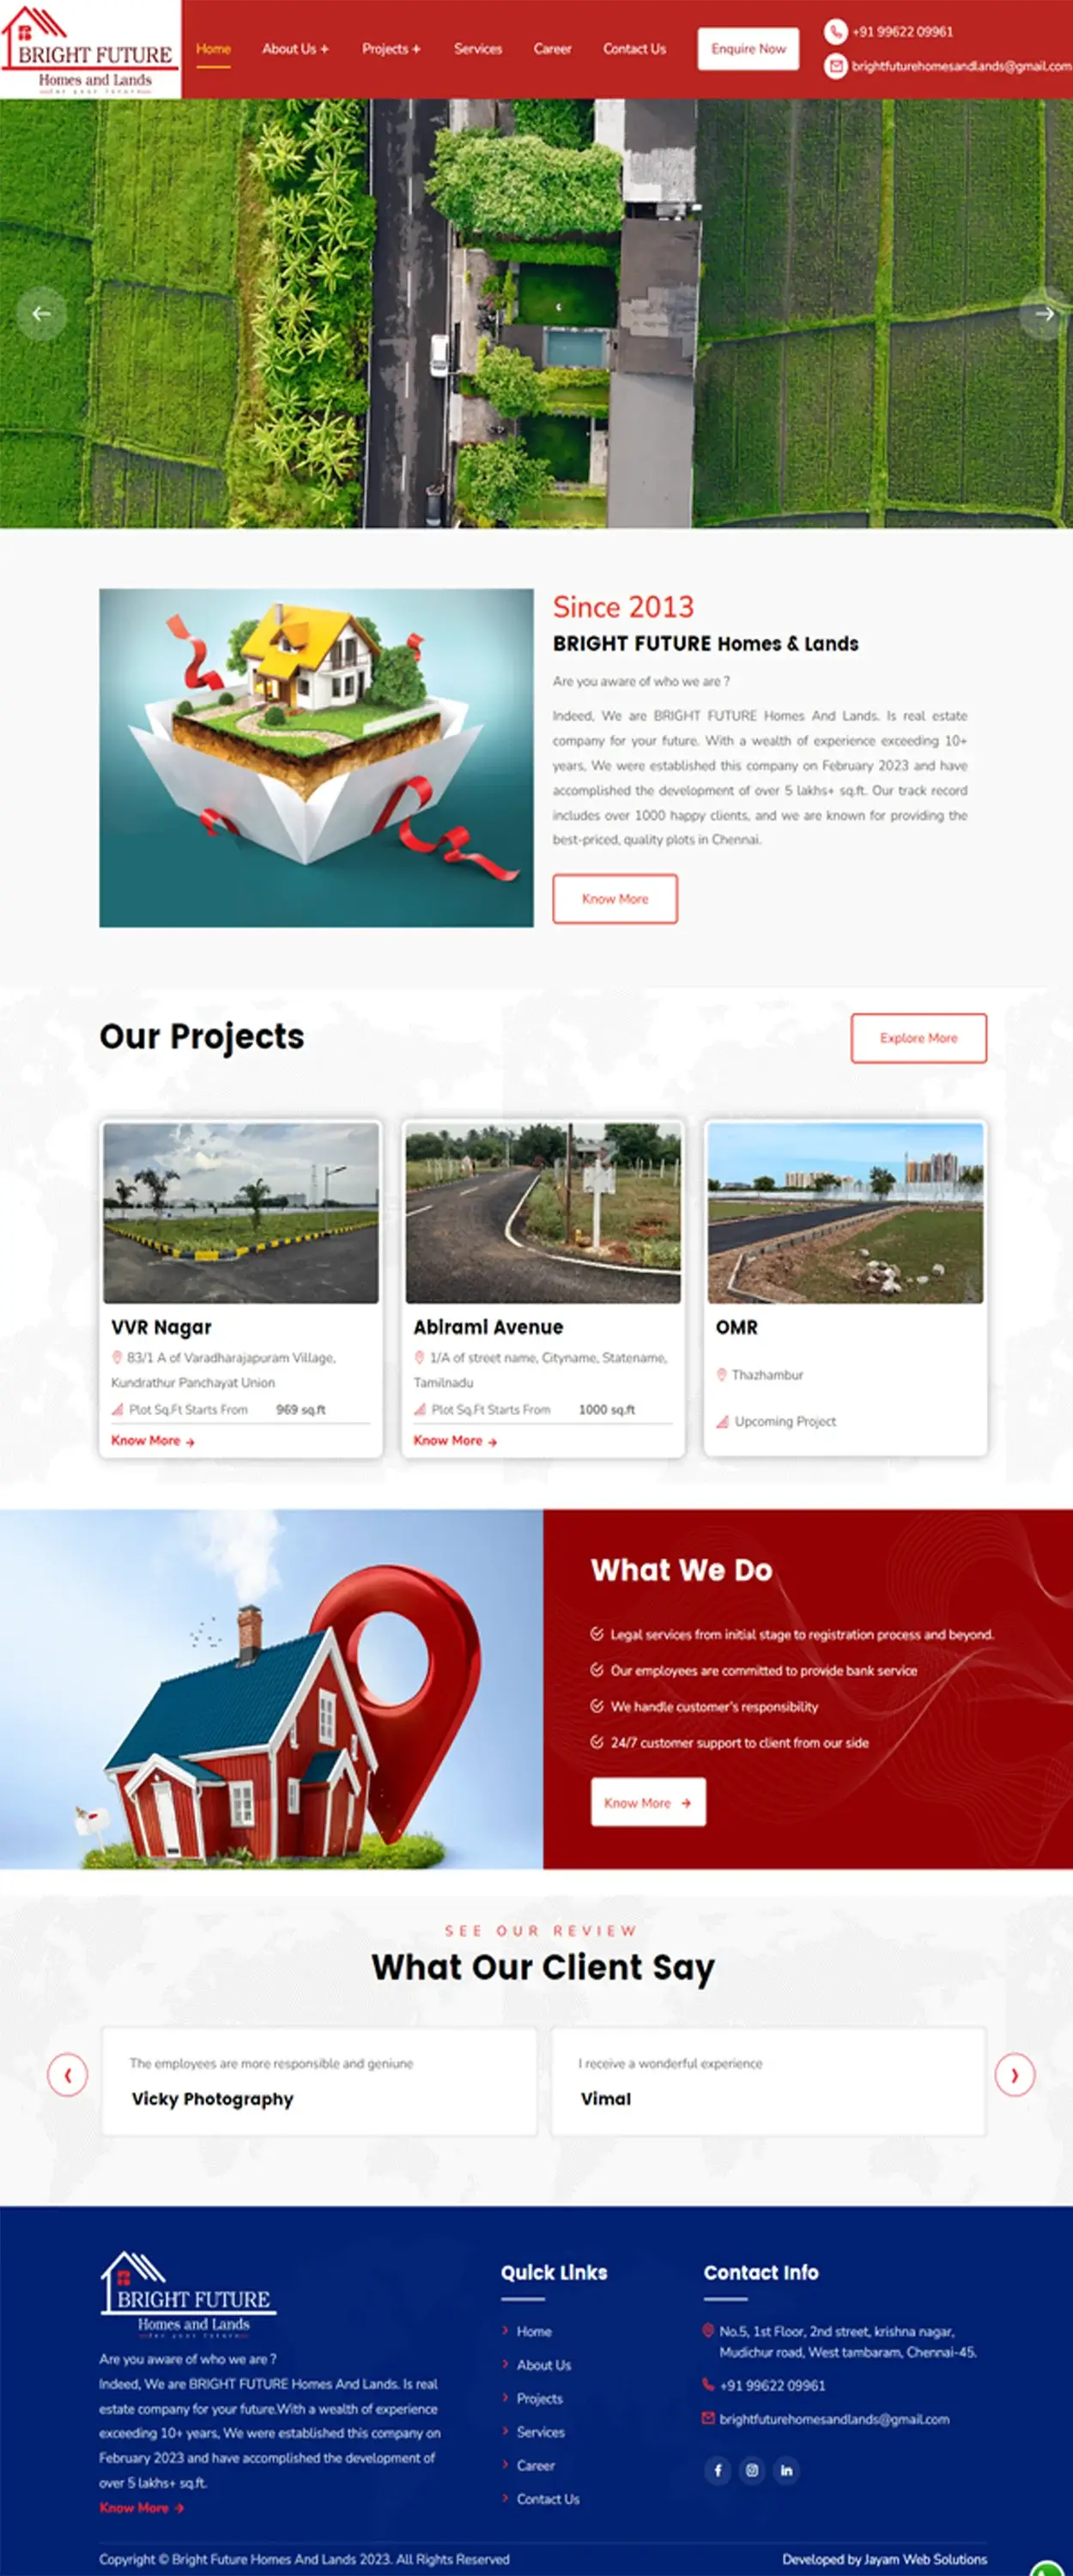 BRIGHT FUTURE
Homes and Lands
Home
About Us +
Projects +
Services
Career
Contact Us
Enquire Now
+91 99622 09961
brightfuturehomesandlands@gmail.com
Since 2013
BRIGHT FUTURE Homes & Lands
Are you aware of who we are ?
Indeed, We are BRIGHT FUTURE Homes And Lands. Is real estate
company for your future. With a wealth of experience exceeding 10+
years, We were established this company on February 2023 and have
accomplished the development of over 5 lakhs+ sq.ft. Our track record
includes over 1000 happy clients, and we are known for providing the
best-priced, quality plots in Chennai.
Know More
Our Projects
Explore More
VVR Nagar
83/1 A of Varadharajapuram Village,
Kundrathur Panchayat Union
Plot Sq.Ft Starts From 969 sq.ft
Know More →
Abirami Avenue
1/A of street name, Cityname, Statename,
Tamilnadu
Plot Sq.Ft Starts From 1000 sq.ft
Know More →
OMR
Thazhambur
Upcoming Project
What We Do
Legal services from initial stage to registration process and beyond.
Our employees are committed to provide bank service
We handle customer's responsibility
24/7 customer support to client from our side
Know More →
SEE OUR REVIEW
What Our Client Say
The employees are more responsible and geniune
Vicky Photography
I receive a wonderful experience
Vimal
BRIGHT FUTURE
Homes and Lands
Are you aware of who we are ?
Indeed, We are BRIGHT FUTURE Homes And Lands. Is real
estate company for your future.With a wealth of experience
exceeding 10+ years, We were established this company on
February 2023 and have accomplished the development of
over 5 lakhs+ sq.ft.
Know More →
Quick Links
Home
About Us
Projects
Services
Career
Contact Us
Contact Info
No.5, 1st Floor, 2nd street, krishna nagar,
Mudichur road, West tambaram, Chennai-45.
+91 99622 09961
brightfuturehomesandlands@gmail.com
Copyright © Bright Future Homes And Lands 2023. All Rights Reserved
Developed by Jayam Web Solutions